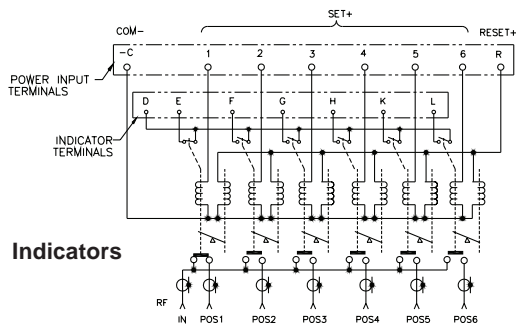 SET+
COM-
RESET+
-C 1 2 3 4 5 6 R
POWER INPUT
TERMINALS
D E F G H K L
INDICATOR
TERMINALS
Indicators
RF
IN POS1 POS2 POS3 POS4 POS5 POS6